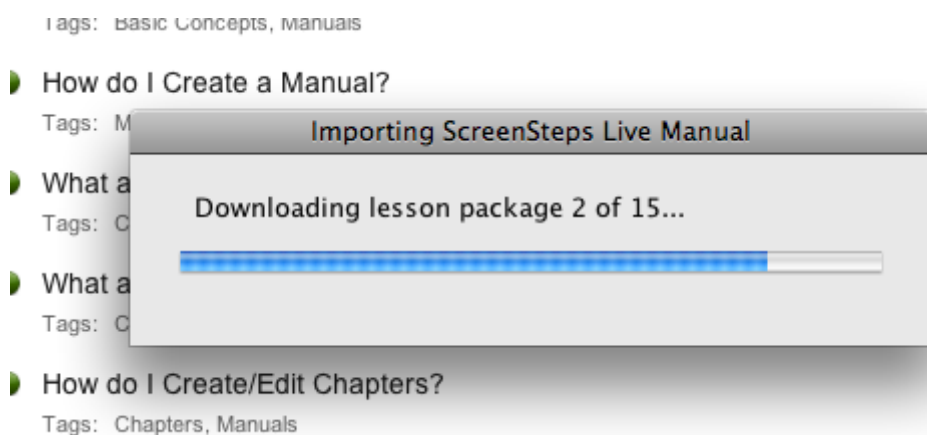 Tags: Basic Concepts, Manuals
How do I Create a Manual?
Tags: M
Importing ScreenSteps Live Manual
What a
Downloading lesson package 2 of 15...
Tags: C
What a
Tags: C
How do I Create/Edit Chapters?
Tags: Chapters, Manuals